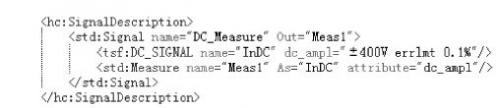 <hc:SignalDescription>
<std:Signal name="DC_Measure" Out="Meas1">
<tsf:DC_SIGNAL name="InDC" dc_ampl="±400V errlmt 0.1%"/>
<std:Measure name="Meas1" As="InDC" attribute="dc_ampl"/>
</std:Signal>
</hc:SignalDescription>